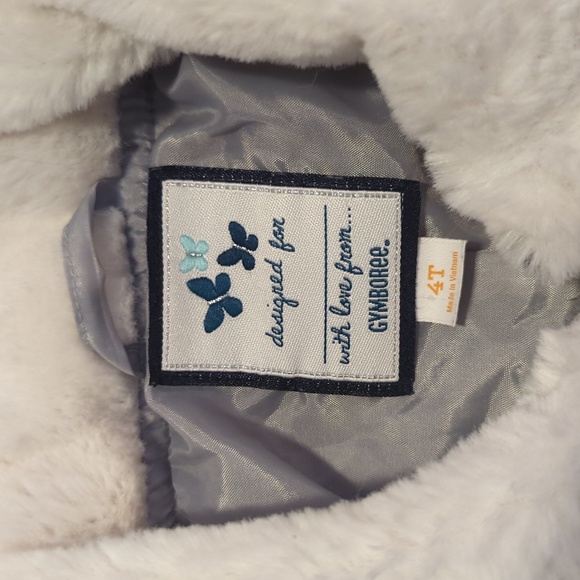 designed for
with love from...
GYMBOREE.
4T
Made in Vietnam